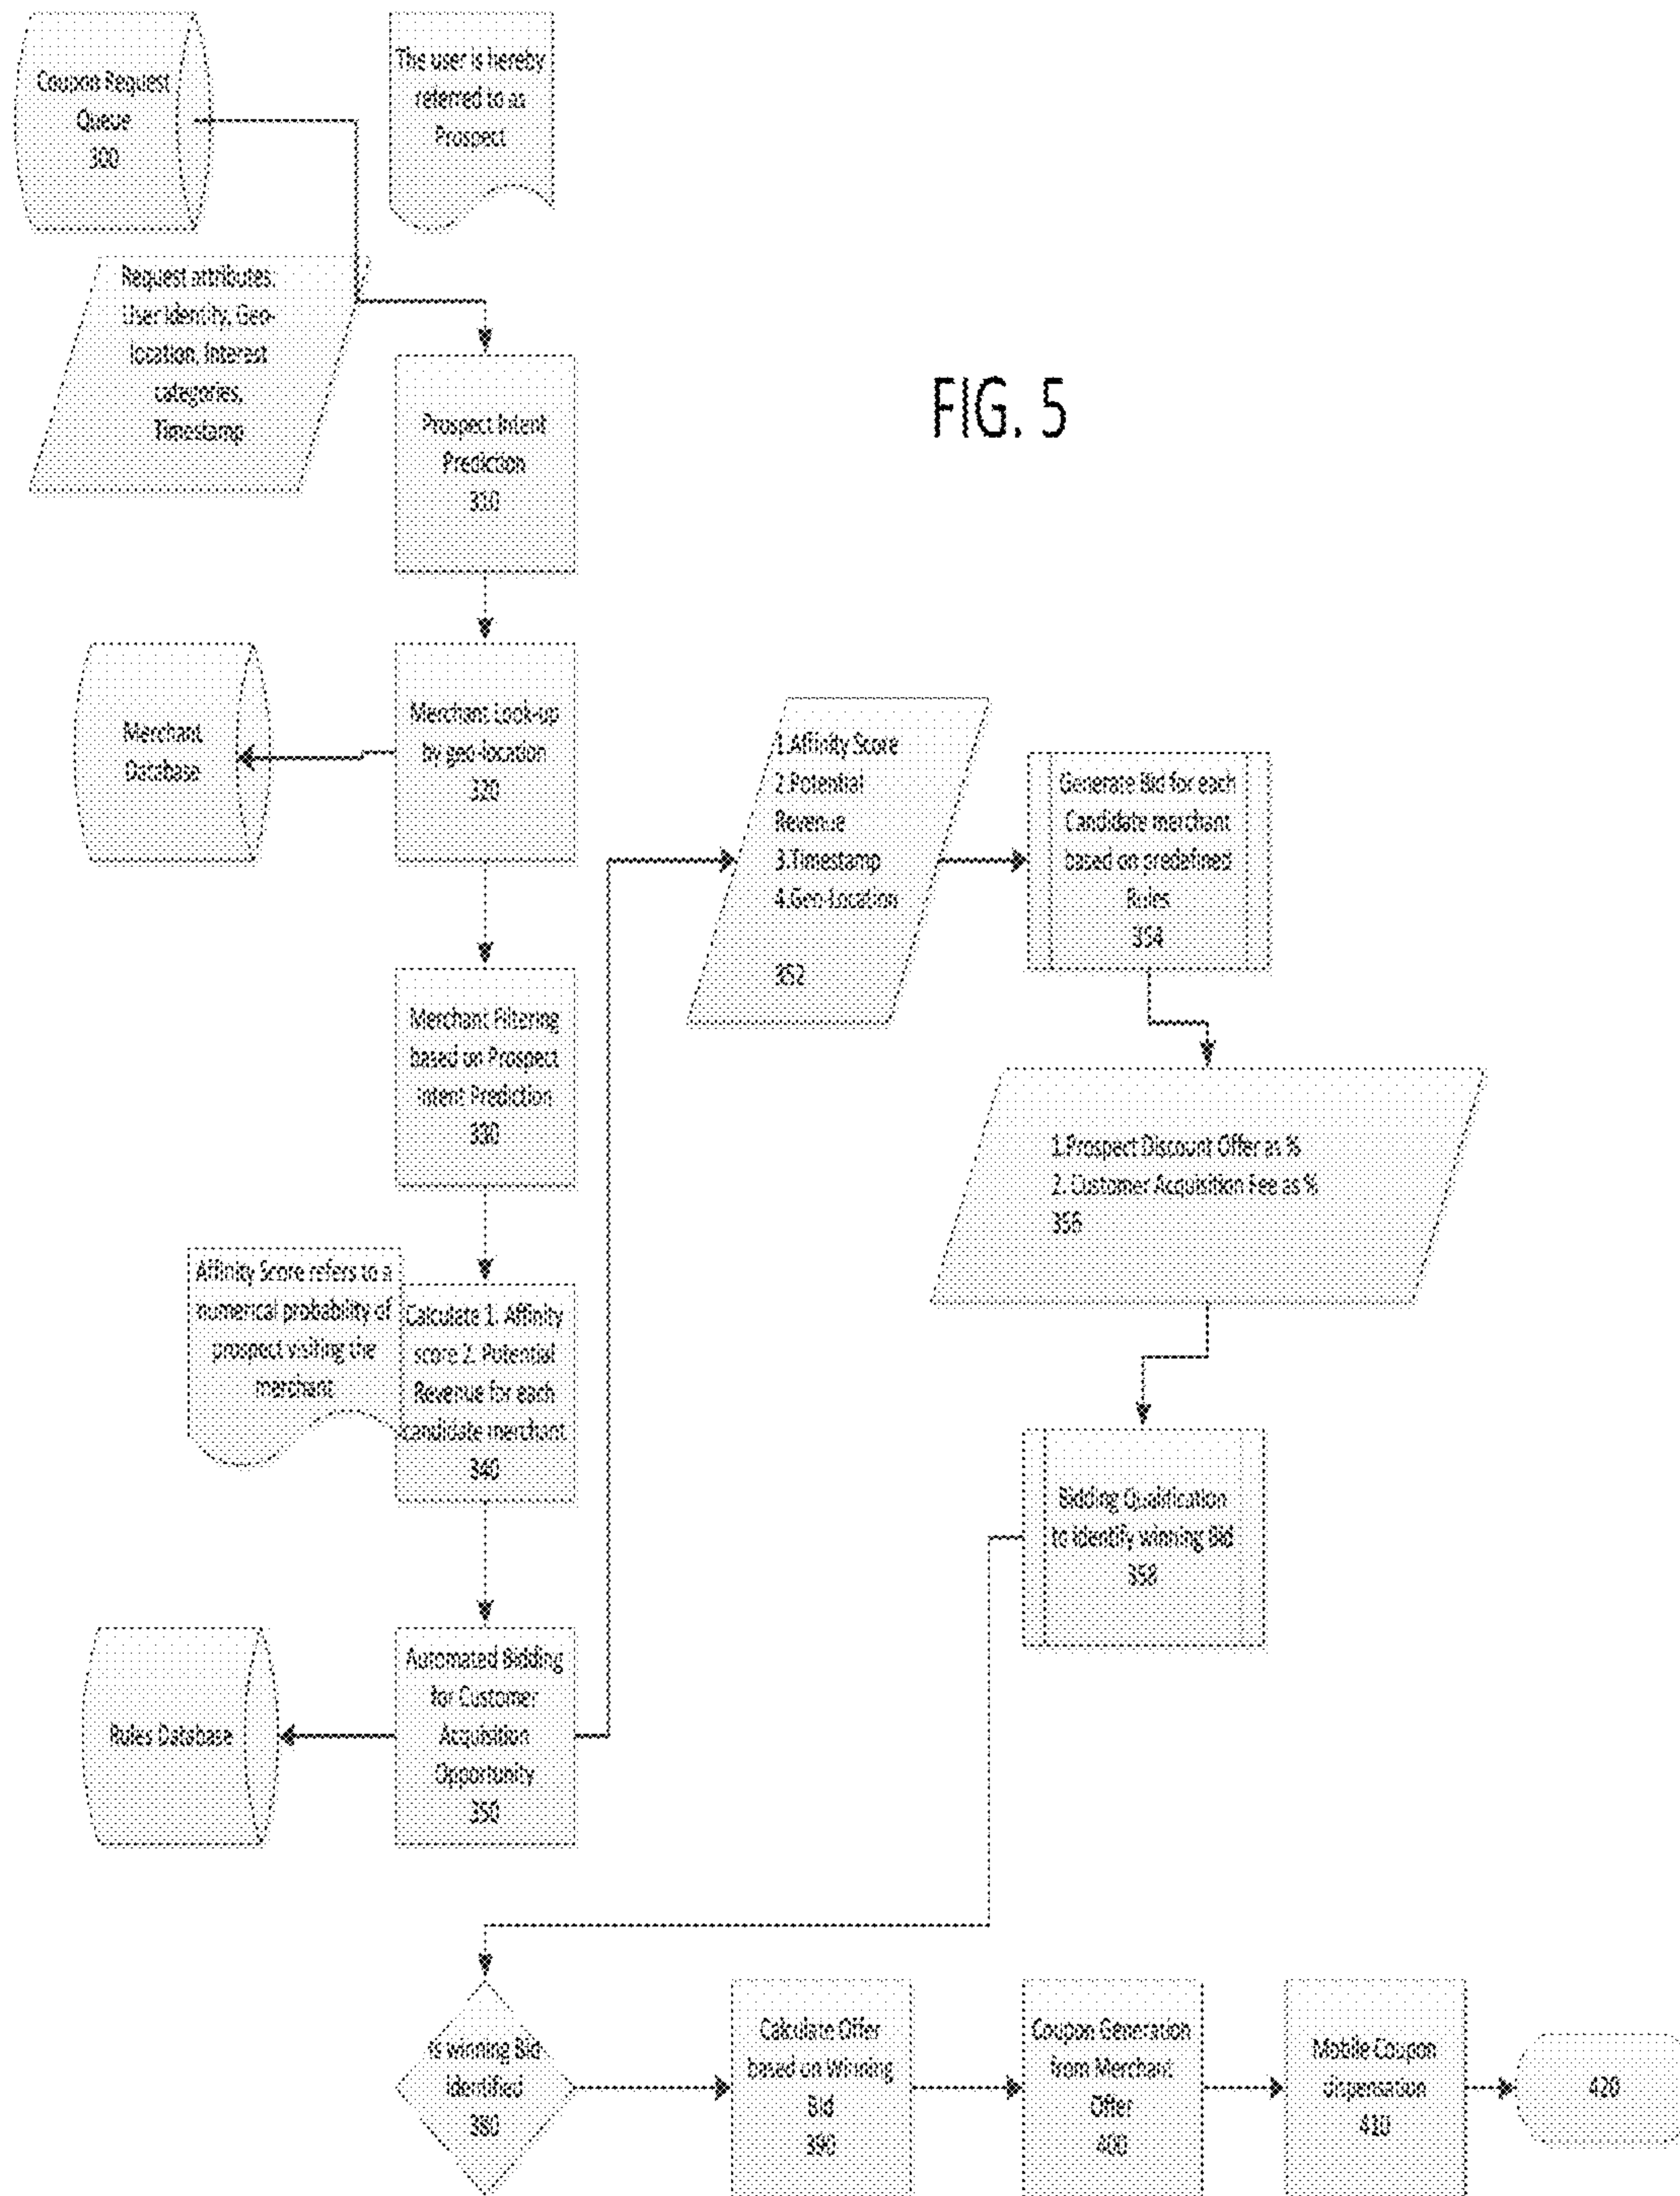 Coupon Request
Queue
300
The user is hereby
referred to as
Prospect
Request attributes:
User Identity, Geo-
location, Interest
categories,
Timestamp
FIG. 5
Prospect Intent
Prediction
310
Merchant
Database
Merchant Look-up
by geo-location
320
1.Affinity Score
2.Potential
Revenue
3.Timestamp
4.Geo-Location
352
Generate Bid for each
Candidate merchant
based on predefined
Rules
354
Merchant Filtering
based on Prospect
Intent Prediction
330
1.Prospect Discount Offer as %
2. Customer Acquisition Fee as %
356
Affinity Score refers to a
numerical probability of
prospect visiting the
merchant
Calculate 1. Affinity
score 2. Potential
Revenue for each
candidate merchant
340
Bidding Qualification
to identify winning Bid
358
Rules Database
Automated Bidding
for Customer
Acquisition
Opportunity
350
Is winning Bid
identified
380
Calculate Offer
based on Winning
Bid
390
Coupon Generation
from Merchant
Offer
400
Mobile Coupon
dispensation
410
420